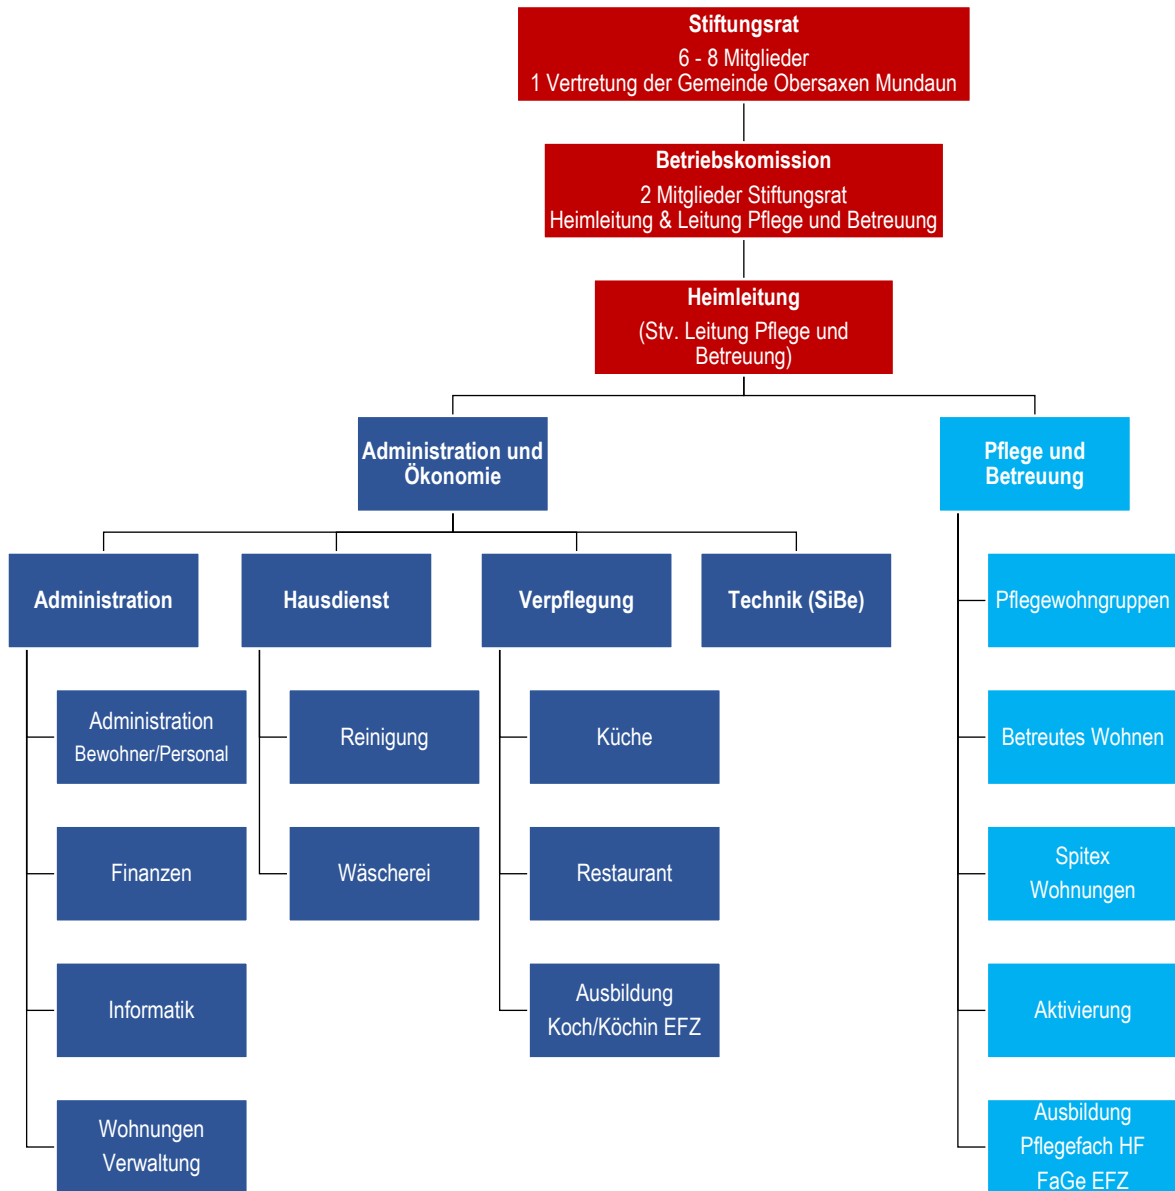 Stiftungsrat
6 - 8 Mitglieder
1 Vertretung der Gemeinde Obersaxen Mundaun
Betriebskomission
2 Mitglieder Stiftungsrat
Heimleitung & Leitung Pflege und Betreuung
Heimleitung
(Stv. Leitung Pflege und
Betreuung)
Administration und
Ökonomie
Pflege und
Betreuung
Administration
Hausdienst
Verpflegung
Technik (SiBe)
Pflegewohngruppen
Administration
Bewohner/Personal
Reinigung
Küche
Betreutes Wohnen
Finanzen
Wäscherei
Restaurant
Spitex
Wohnungen
Informatik
Ausbildung
Koch/Köchin EFZ
Aktivierung
Wohnungen
Verwaltung
Ausbildung
Pflegefach HF
FaGe EFZ